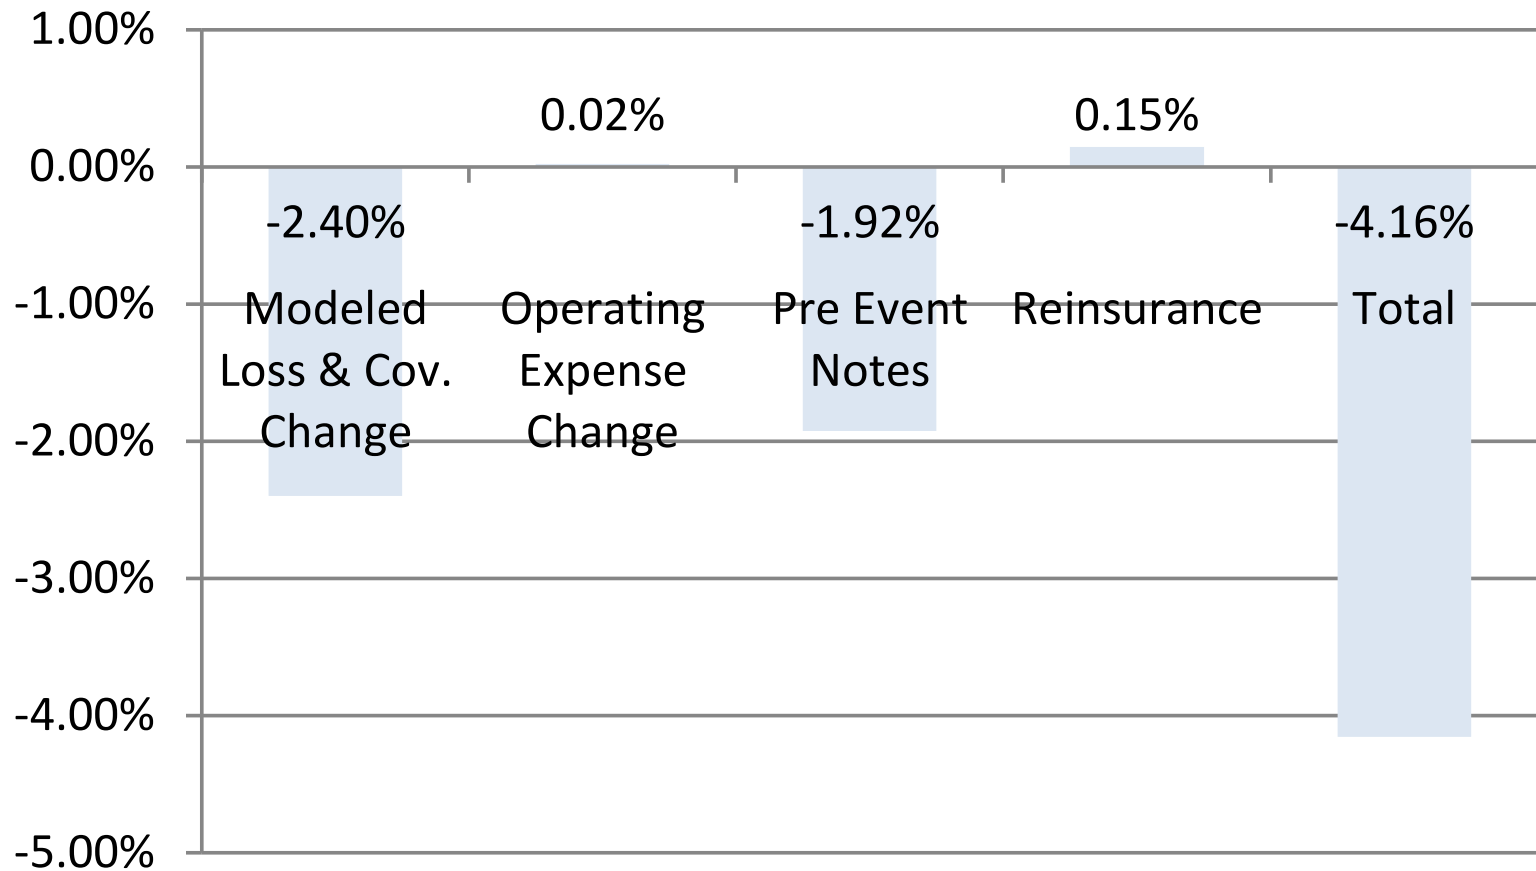 1.00%
0.00%
-1.00%
-2.00%
-3.00%
-4.00%
-5.00%
-2.40%
0.02%
-1.92%
0.15%
-4.16%
Modeled
Loss & Cov.
Change
Operating
Expense
Change
Pre Event
Notes
Reinsurance
Total